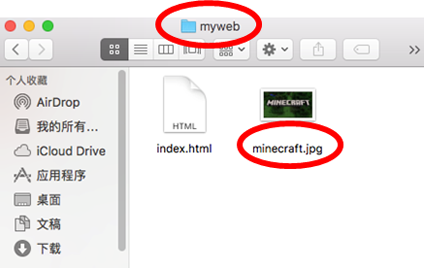 myweb
个人收藏
AirDrop
我的所有...
iCloud Drive
应用程序
桌面
文稿
下载
HTML
MINECRAFT
index.html
minecraft.jpg